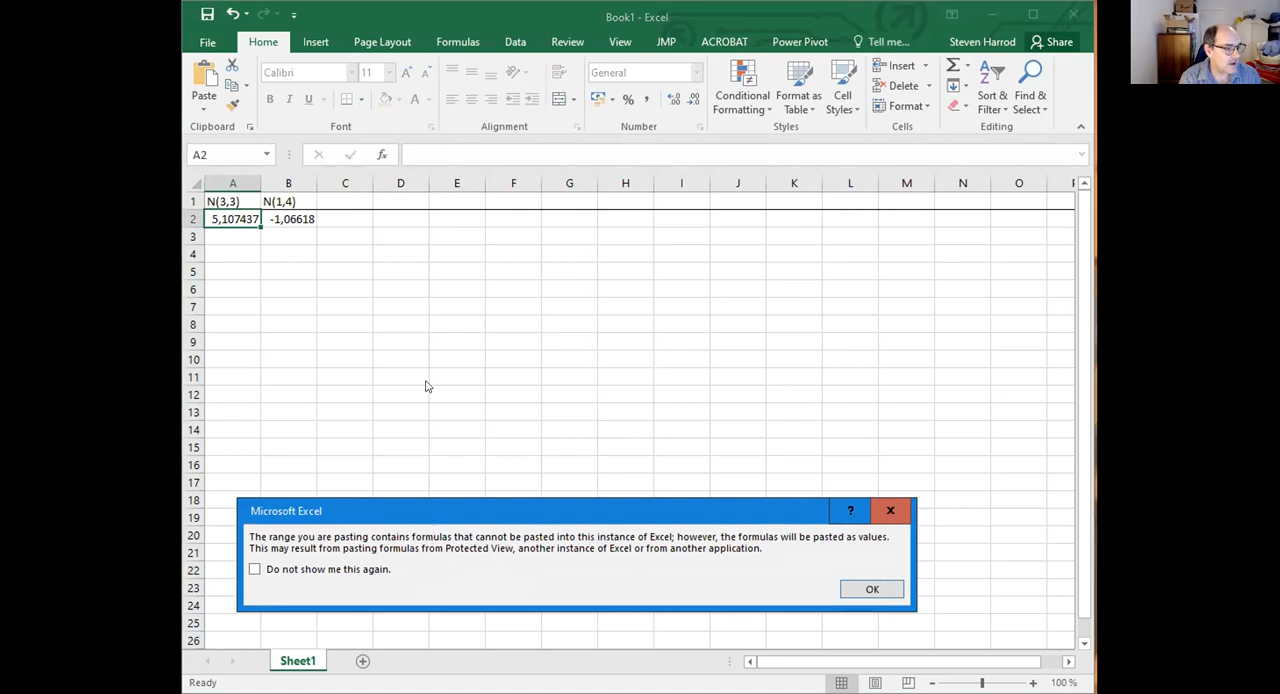 Book1 - Excel
File Home Insert Page Layout Formulas Data Review View JMP ACROBAT Power Pivot Tell me... Steven Harrod Share
Calibri 11 General Insert
Paste Conditional Format as Cell Delete Sort & Find &
Formatting Table Styles Format Filter Select
Clipboard Font Alignment Number Styles Cells Editing
A2 fx
A B C D E F G H I J K L M N O
1 N(3,3) N(1,4)
2 5,107437 -1,06618
3
4
5
6
7
8
9
10
11
12
13
14
15
16
17
18
Microsoft Excel ? X
19
20 The range you are pasting contains formulas that cannot be pasted into this instance of Excel; however, the formulas will be pasted as values.
21 This may result from pasting formulas from Protected View, another instance of Excel or from another application.
22 Do not show me this again.
23 OK
24
25
26
Sheet1
Ready 100 %